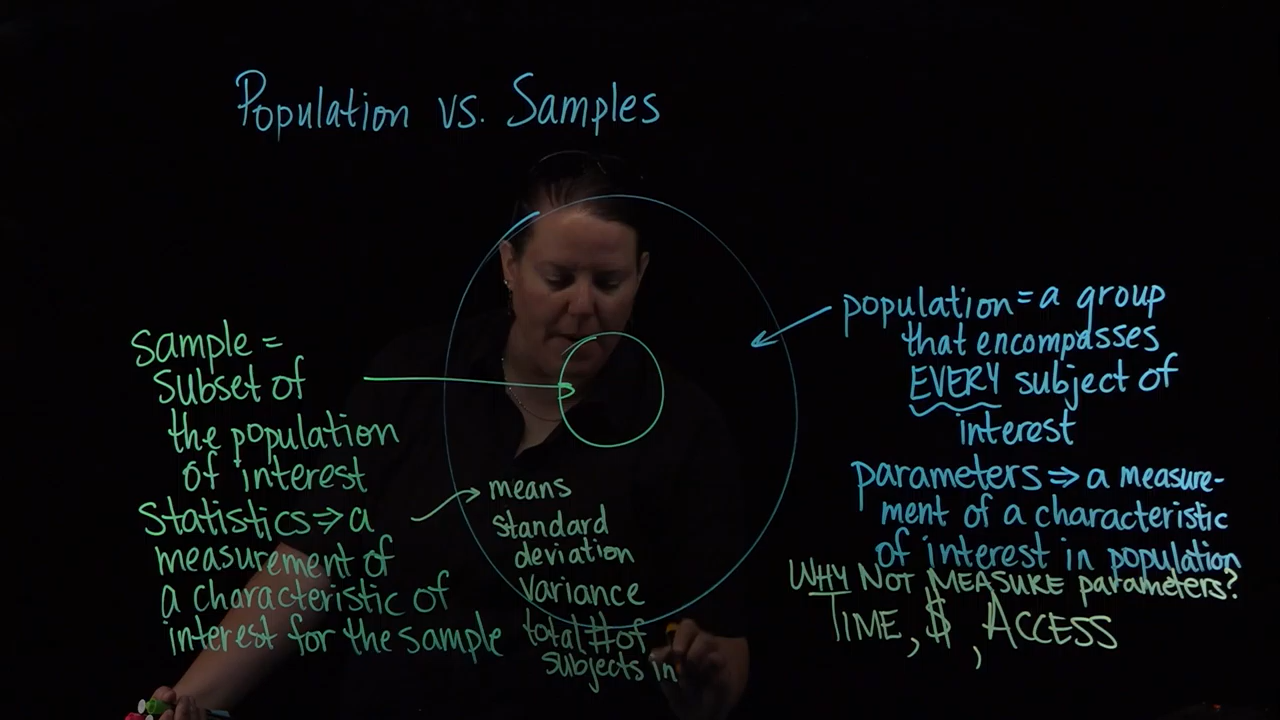 Population vs. Samples
sample =
subset of
the population
of interest
Statistics ⇒ a
measurement of
a characteristic of
interest for the sample
means
standard
deviation
variance
total # of
subjects in
population = a group
that encompasses
EVERY subject of
interest
parameters ⇒ a measure-
ment of a characteristic
of interest in population
WHY NOT MEASURE parameters?
TIME, $, ACCESS